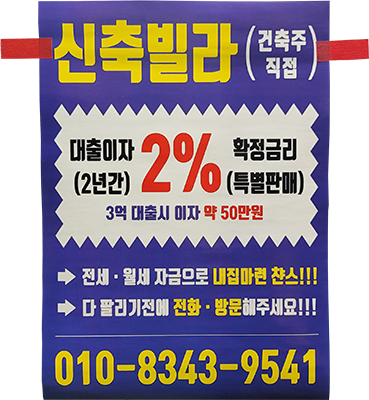 신축빌라 (건축주 직접)
대출이자 (2년간) 2% 확정금리 (특별판매)
3억 대출시 이자 약 50만원
➡ 전세·월세 자금으로 내집마련 찬스!!!
➡ 다 팔리기전에 전화·방문해주세요!!!
010-8343-9541